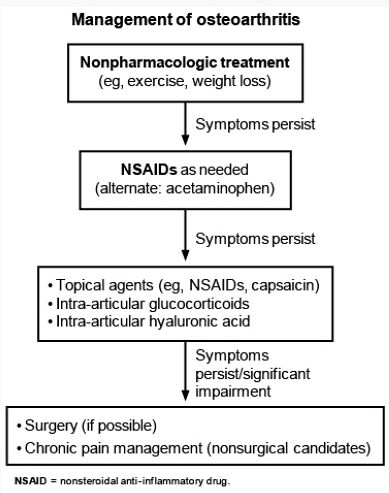 Management of osteoarthritis
Nonpharmacologic treatment
(eg, exercise, weight loss)
Symptoms persist
NSAIDs as needed
(alternate: acetaminophen)
Symptoms persist
• Topical agents (eg, NSAIDs, capsaicin)
• Intra-articular glucocorticoids
• Intra-articular hyaluronic acid
Symptoms
persist/significant
impairment
• Surgery (if possible)
• Chronic pain management (nonsurgical candidates)
NSAID = nonsteroidal anti-inflammatory drug.